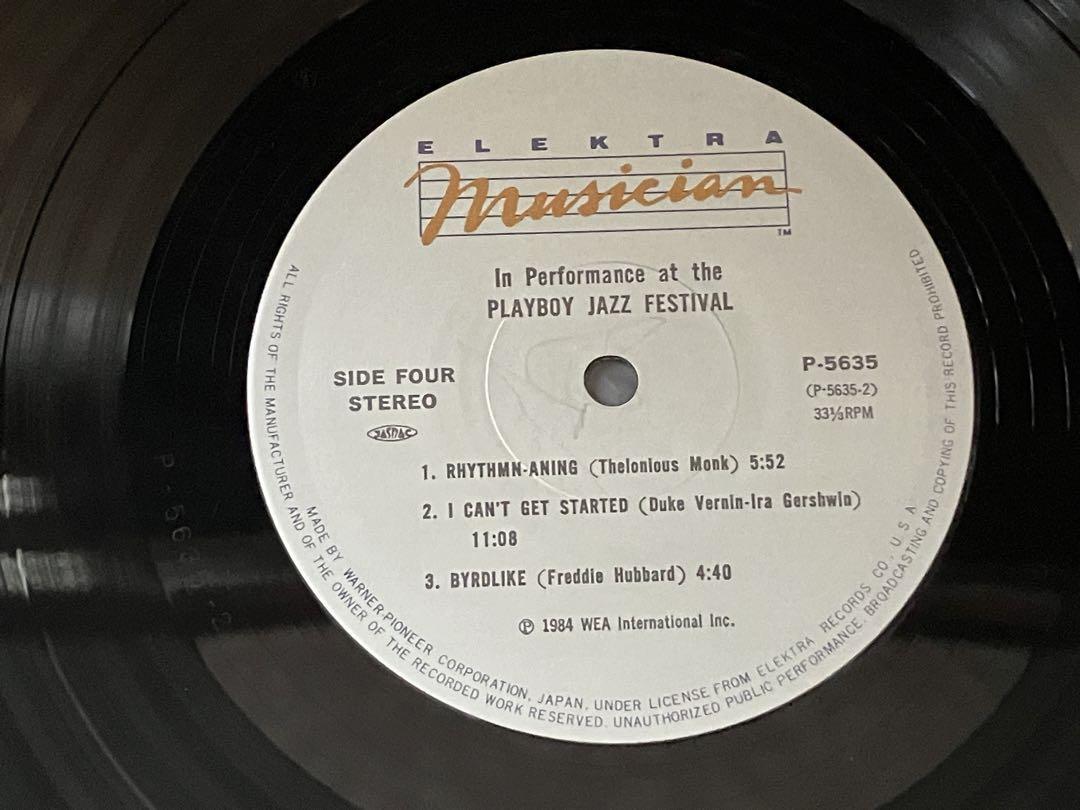 ELEKTRA
Musician
TM
In Performance at the
PLAYBOY JAZZ FESTIVAL
SIDE FOUR
STEREO
JASRAC
P-5635
(P-5635-2)
33⅓RPM
1. RHYTHMN-ANING (Thelonious Monk) 5:52
2. I CAN'T GET STARTED (Duke Vernin-Ira Gershwin)
11:08
3. BYRDLIKE (Freddie Hubbard) 4:40
Ⓟ 1984 WEA International Inc.
MADE BY WARNER-PIONEER CORPORATION, JAPAN, UNDER LICENSE FROM ELEKTRA RECORDS CO., U.S.A.
ALL RIGHTS OF THE MANUFACTURER AND OF THE OWNER OF THE RECORDED WORK RESERVED. UNAUTHORIZED PUBLIC PERFORMANCE, BROADCASTING AND COPYING OF THIS RECORD PROHIBITED